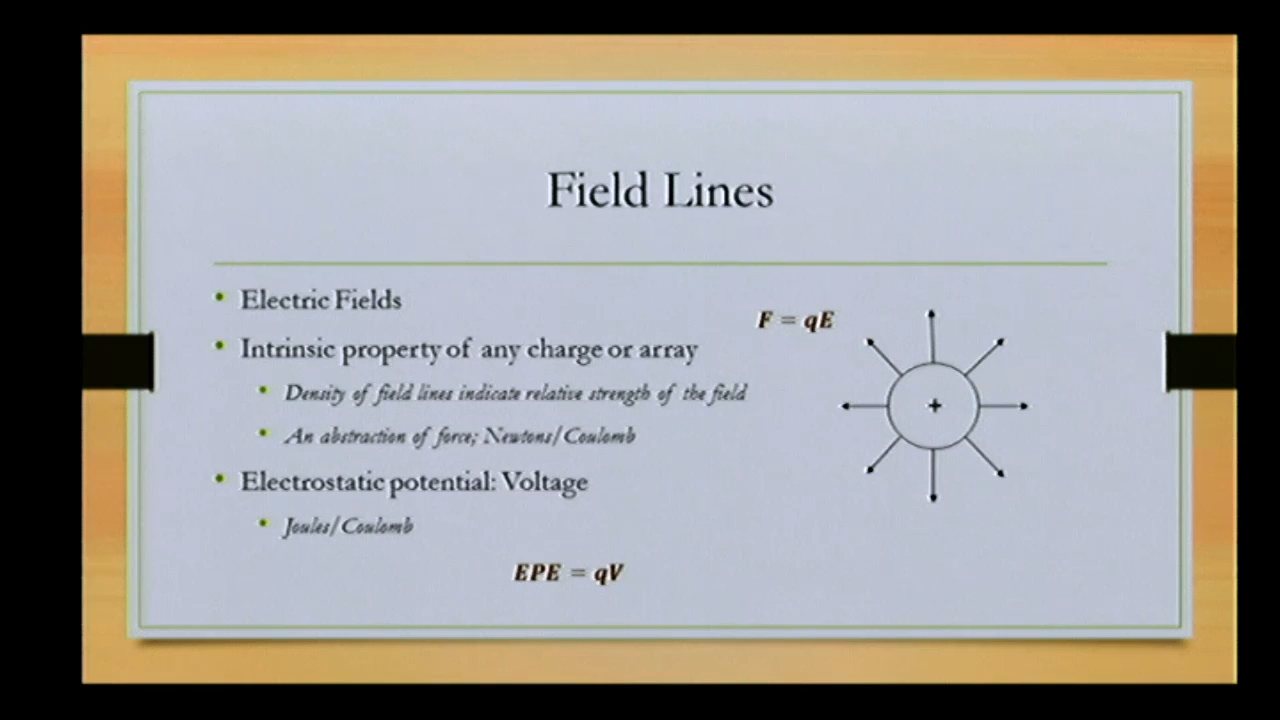 Field Lines
• Electric Fields
• Intrinsic property of any charge or array
• Density of field lines indicate relative strength of the field
• An abstraction of force; Newtons/Coulomb
• Electrostatic potential: Voltage
• Joules/Coulomb
EPE = qV
F = qE
+